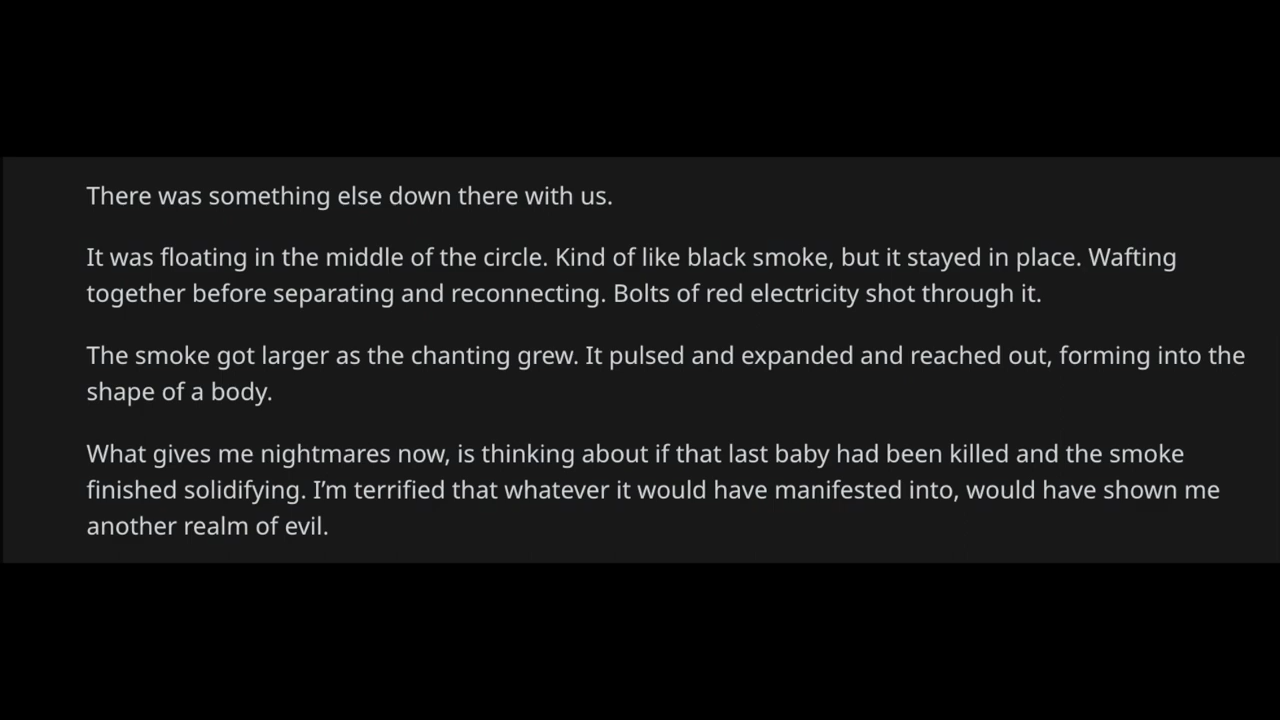 There was something else down there with us.
It was floating in the middle of the circle. Kind of like black smoke, but it stayed in place. Wafting
together before separating and reconnecting. Bolts of red electricity shot through it.
The smoke got larger as the chanting grew. It pulsed and expanded and reached out, forming into the
shape of a body.
What gives me nightmares now, is thinking about if that last baby had been killed and the smoke
finished solidifying. I’m terrified that whatever it would have manifested into, would have shown me
another realm of evil.